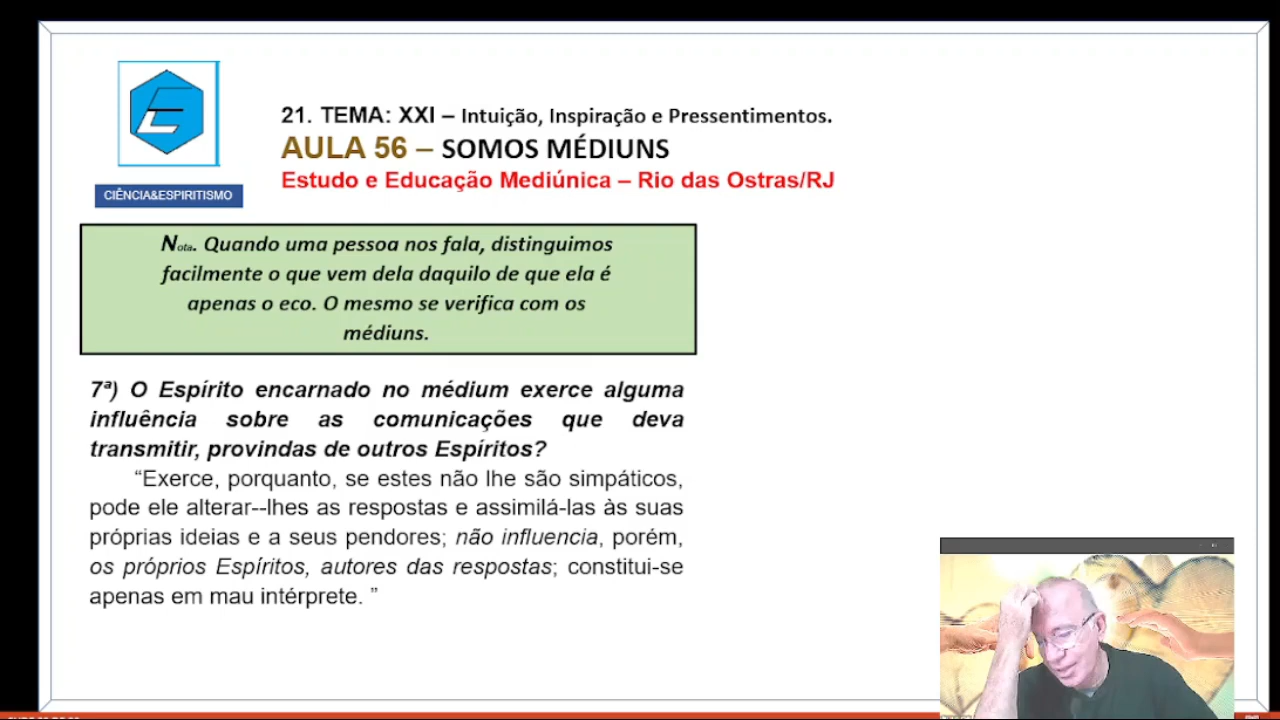 21. TEMA: XXI – Intuição, Inspiração e Pressentimentos.
AULA 56 – SOMOS MÉDIUNS
Estudo e Educação Mediúnica – Rio das Ostras/RJ
CIÊNCIA&ESPIRITISMO
Nota. Quando uma pessoa nos fala, distinguimos
facilmente o que vem dela daquilo de que ela é
apenas o eco. O mesmo se verifica com os
médiuns.
7ª) O Espírito encarnado no médium exerce alguma
influência sobre as comunicações que deva
transmitir, provindas de outros Espíritos?
“Exerce, porquanto, se estes não lhe são simpáticos,
pode ele alterar--lhes as respostas e assimilá-las às suas
próprias ideias e a seus pendores; não influencia, porém,
os próprios Espíritos, autores das respostas; constitui-se
apenas em mau intérprete. ”